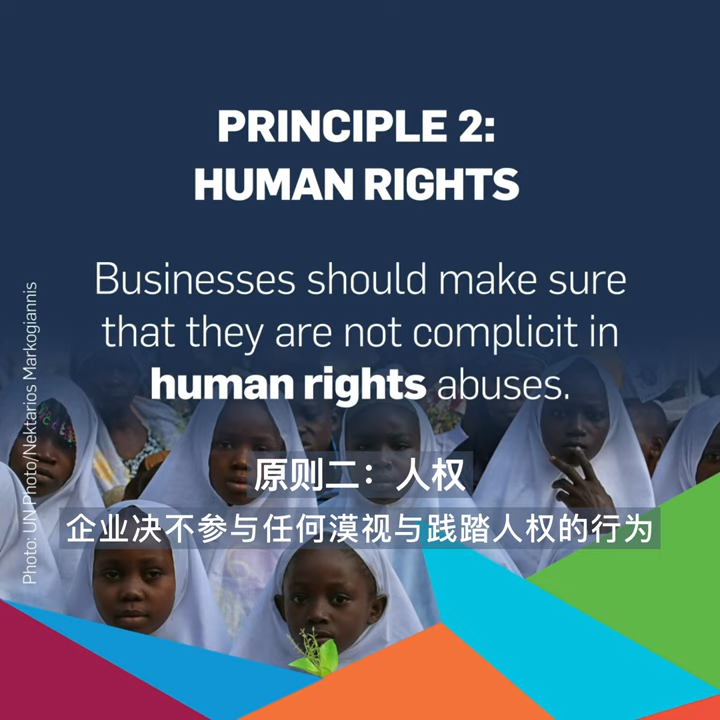 PRINCIPLE 2:
HUMAN RIGHTS
Businesses should make sure
that they are not complicit in
human rights abuses.
Photo: UN Photo/Nektarios Markogiannis
原则二：人权
企业决不参与任何漠视与践踏人权的行为